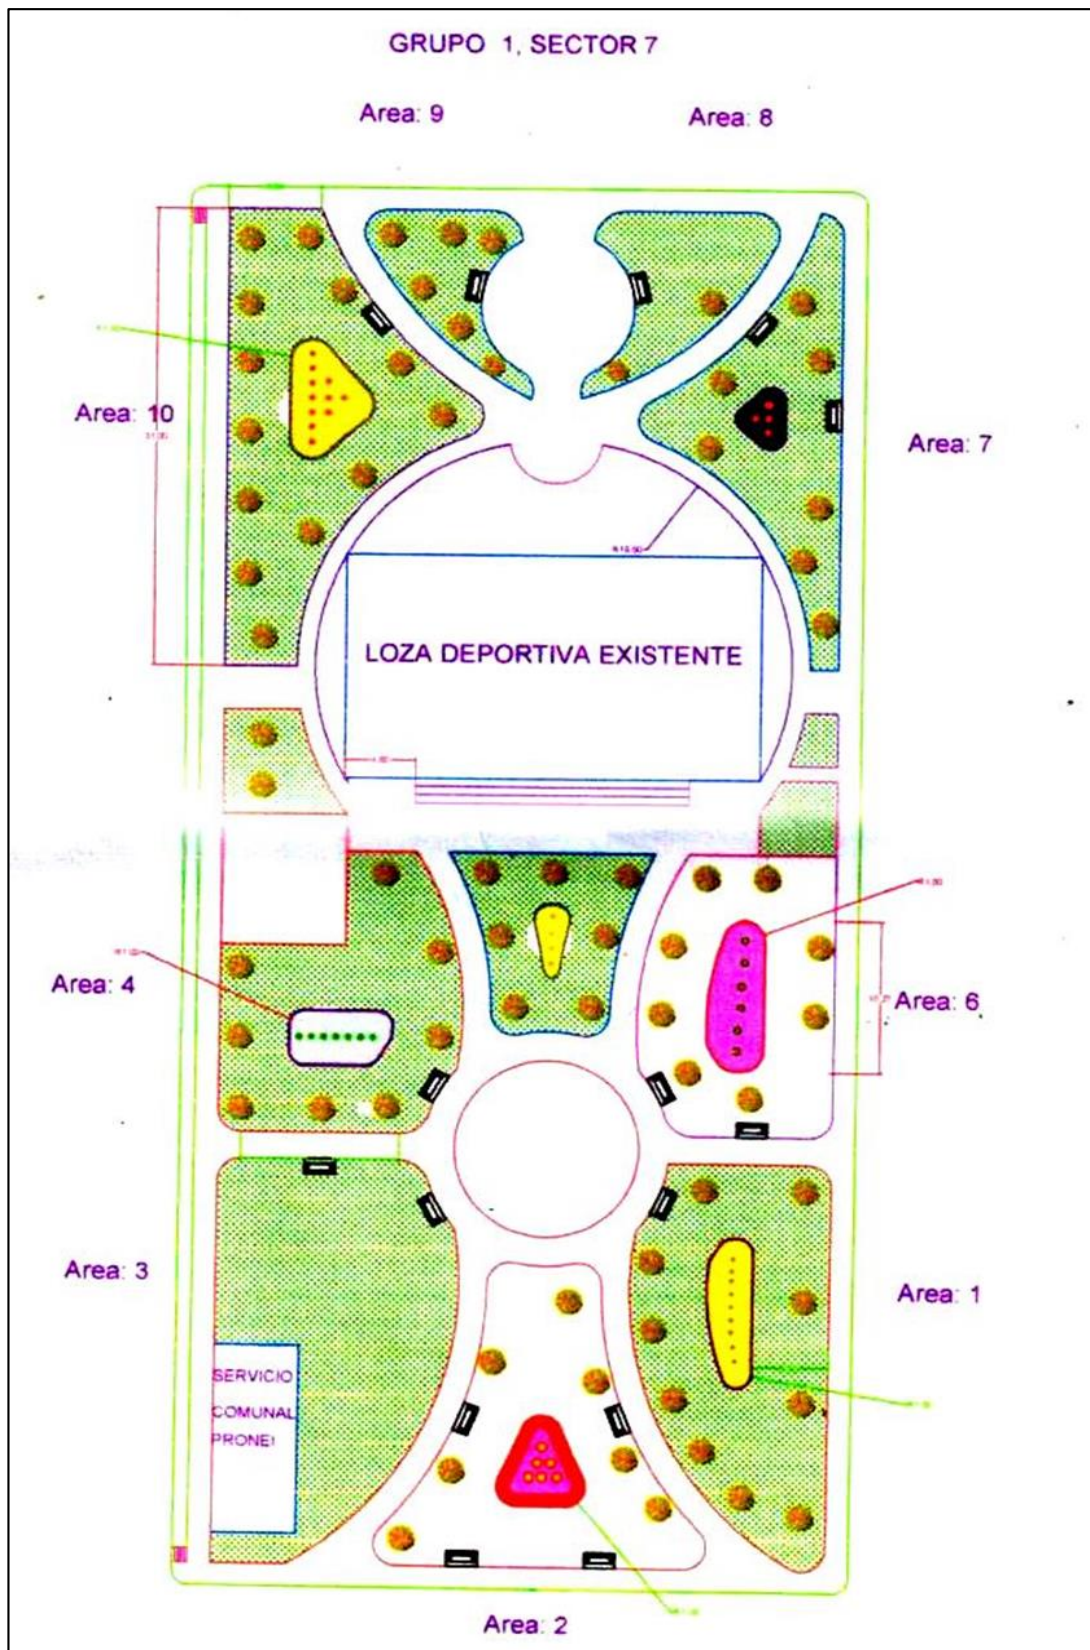 GRUPO 1, SECTOR 7
Area: 9
Area: 8
Area: 10
Area: 7
LOZA DEPORTIVA EXISTENTE
Area: 4
Area: 6
Area: 3
Area: 1
SERVICIO
COMUNAL
PRONEI
Area: 2